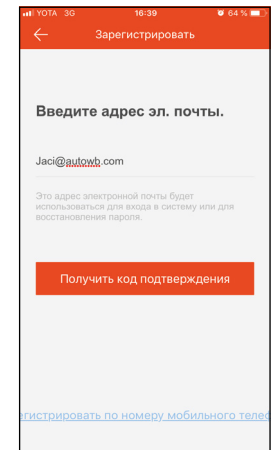 YOTA 3G 16:39 64 %
Зарегистрировать
Введите адрес эл. почты.
Jaci@autowb.com
Это адрес электронной почты будет
использоваться для входа в систему или для
восстановления пароля.
Получить код подтверждения
егистрировать по номеру мобильного телеф